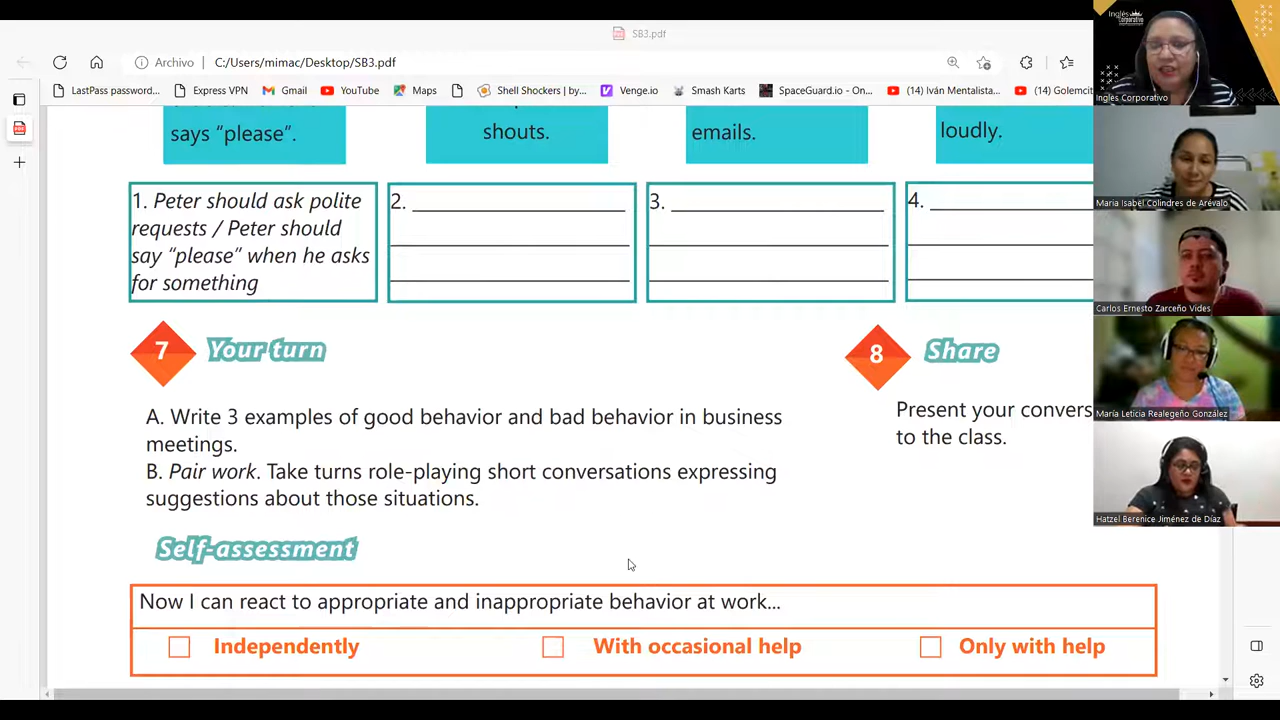 SB3.pdf
Archivo C:/Users/mimac/Desktop/SB3.pdf
LastPass password... Express VPN Gmail YouTube Maps Shell Shockers | by... Venge.io Smash Karts SpaceGuard.io - On... (14) Iván Mentalista... (14) Golemcit
says “please”.
shouts.
emails.
loudly.
1. Peter should ask polite
requests / Peter should
say “please” when he asks
for something
2.
3.
4.
7 Your turn
A. Write 3 examples of good behavior and bad behavior in business
meetings.
B. Pair work. Take turns role-playing short conversations expressing
suggestions about those situations.
8 Share
Present your convers
to the class.
Self-assessment
Now I can react to appropriate and inappropriate behavior at work...
Independently
With occasional help
Only with help
Inglés
Corporativo
Inglés Corporativo
Maria Isabel Colindres de Arévalo
Carlos Ernesto Zarceño Vides
María Leticia Realegeño González
Hatzel Berenice Jiménez de Díaz